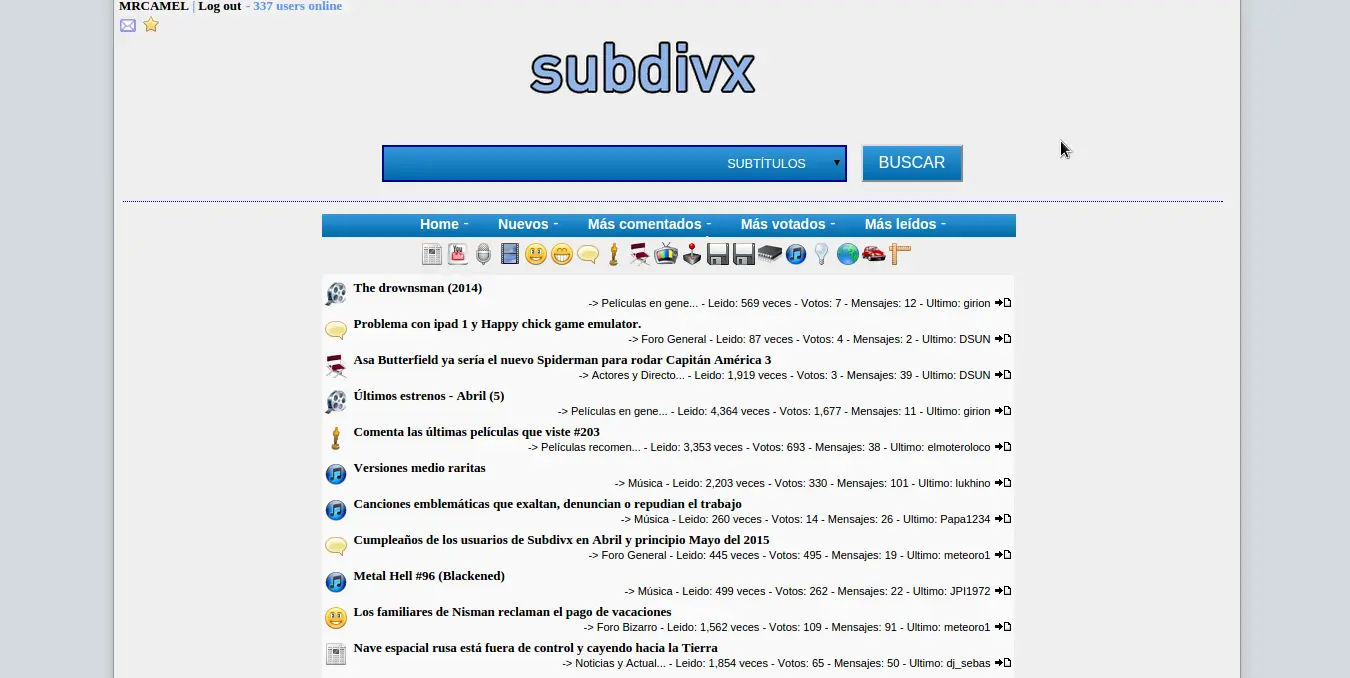 MRCAMEL | Log out - 337 users online
subdivx
SUBTÍTULOS BUSCAR
Home - Nuevos - Más comentados - Más votados - Más leídos -
The drownsman (2014)
-> Películas en gene... - Leido: 569 veces - Votos: 7 - Mensajes: 12 - Ultimo: girion
Problema con ipad 1 y Happy chick game emulator.
-> Foro General - Leido: 87 veces - Votos: 4 - Mensajes: 2 - Ultimo: DSUN
Asa Butterfield ya sería el nuevo Spiderman para rodar Capitán América 3
-> Actores y Directo... - Leido: 1,919 veces - Votos: 3 - Mensajes: 39 - Ultimo: DSUN
Últimos estrenos - Abril (5)
-> Películas en gene... - Leido: 4,364 veces - Votos: 1,677 - Mensajes: 11 - Ultimo: girion
Comenta las últimas películas que viste #203
-> Películas recomen... - Leido: 3,353 veces - Votos: 693 - Mensajes: 38 - Ultimo: elmoteroloco
Versiones medio raritas
-> Música - Leido: 2,203 veces - Votos: 330 - Mensajes: 101 - Ultimo: lukhino
Canciones emblemáticas que exaltan, denuncian o repudian el trabajo
-> Música - Leido: 260 veces - Votos: 14 - Mensajes: 26 - Ultimo: Papa1234
Cumpleaños de los usuarios de Subdivx en Abril y principio Mayo del 2015
-> Foro General - Leido: 445 veces - Votos: 495 - Mensajes: 19 - Ultimo: meteoro1
Metal Hell #96 (Blackened)
-> Música - Leido: 499 veces - Votos: 262 - Mensajes: 22 - Ultimo: JPI1972
Los familiares de Nisman reclaman el pago de vacaciones
-> Foro Bizarro - Leido: 1,562 veces - Votos: 109 - Mensajes: 91 - Ultimo: meteoro1
Nave espacial rusa está fuera de control y cayendo hacia la Tierra
-> Noticias y Actual... - Leido: 1,854 veces - Votos: 65 - Mensajes: 50 - Ultimo: dj_sebas